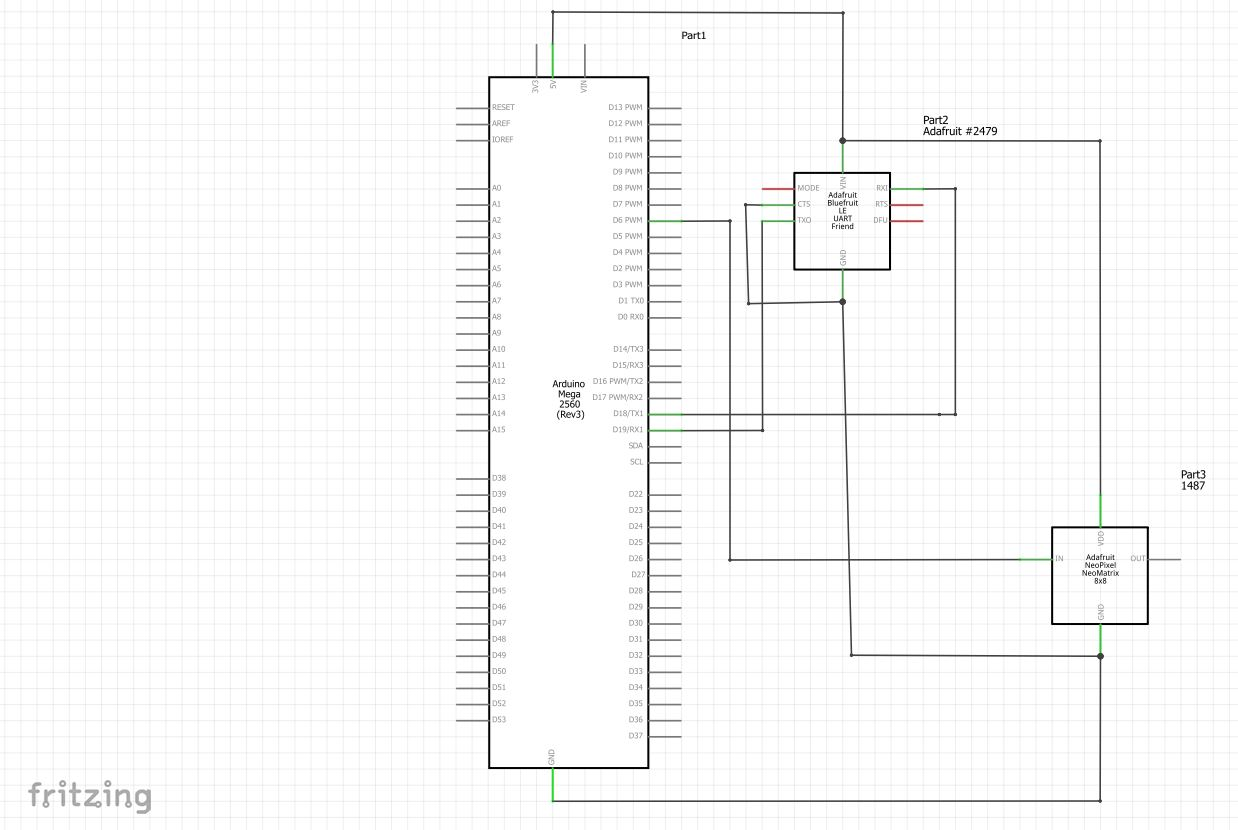 Part1
3V3
5V
VIN
RESET
AREF
IOREF
A0
A1
A2
A3
A4
A5
A6
A7
A8
A9
A10
A11
A12
A13
A14
A15
D38
D39
D40
D41
D42
D43
D44
D45
D46
D47
D48
D49
D50
D51
D52
D53
D13 PWM
D12 PWM
D11 PWM
D10 PWM
D9 PWM
D8 PWM
D7 PWM
D6 PWM
D5 PWM
D4 PWM
D2 PWM
D3 PWM
D1 TX0
D0 RX0
D14/TX3
D15/RX3
D16 PWM/TX2
D17 PWM/RX2
D18/TX1
D19/RX1
SDA
SCL
D22
D23
D24
D25
D26
D27
D28
D29
D30
D31
D32
D33
D34
D35
D36
D37
Arduino
Mega
2560
(Rev3)
GND
Part2
Adafruit #2479
VIN
MODE
CTS
TXO
Adafruit
Bluefruit
LE
UART
Friend
RXI
RTS
DFU
GND
Part3
1487
VDD
IN
Adafruit
NeoPixel
NeoMatrix
8x8
OUT
GND
fritzing